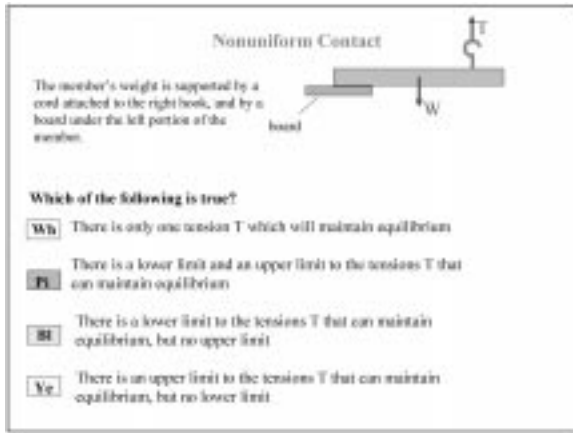 Nonuniform Contact
T
The member's weight is supported by a
cord attached to the right hook, and by a
board under the left portion of the
member.
board
W
Which of the following is true?
Wh There is only one tension T which will maintain equilibrium
Pi There is a lower limit and an upper limit to the tensions T that
can maintain equilibrium
Bl There is a lower limit to the tensions T that can maintain
equilibrium, but no upper limit
Ye There is an upper limit to the tensions T that can maintain
equilibrium, but no lower limit